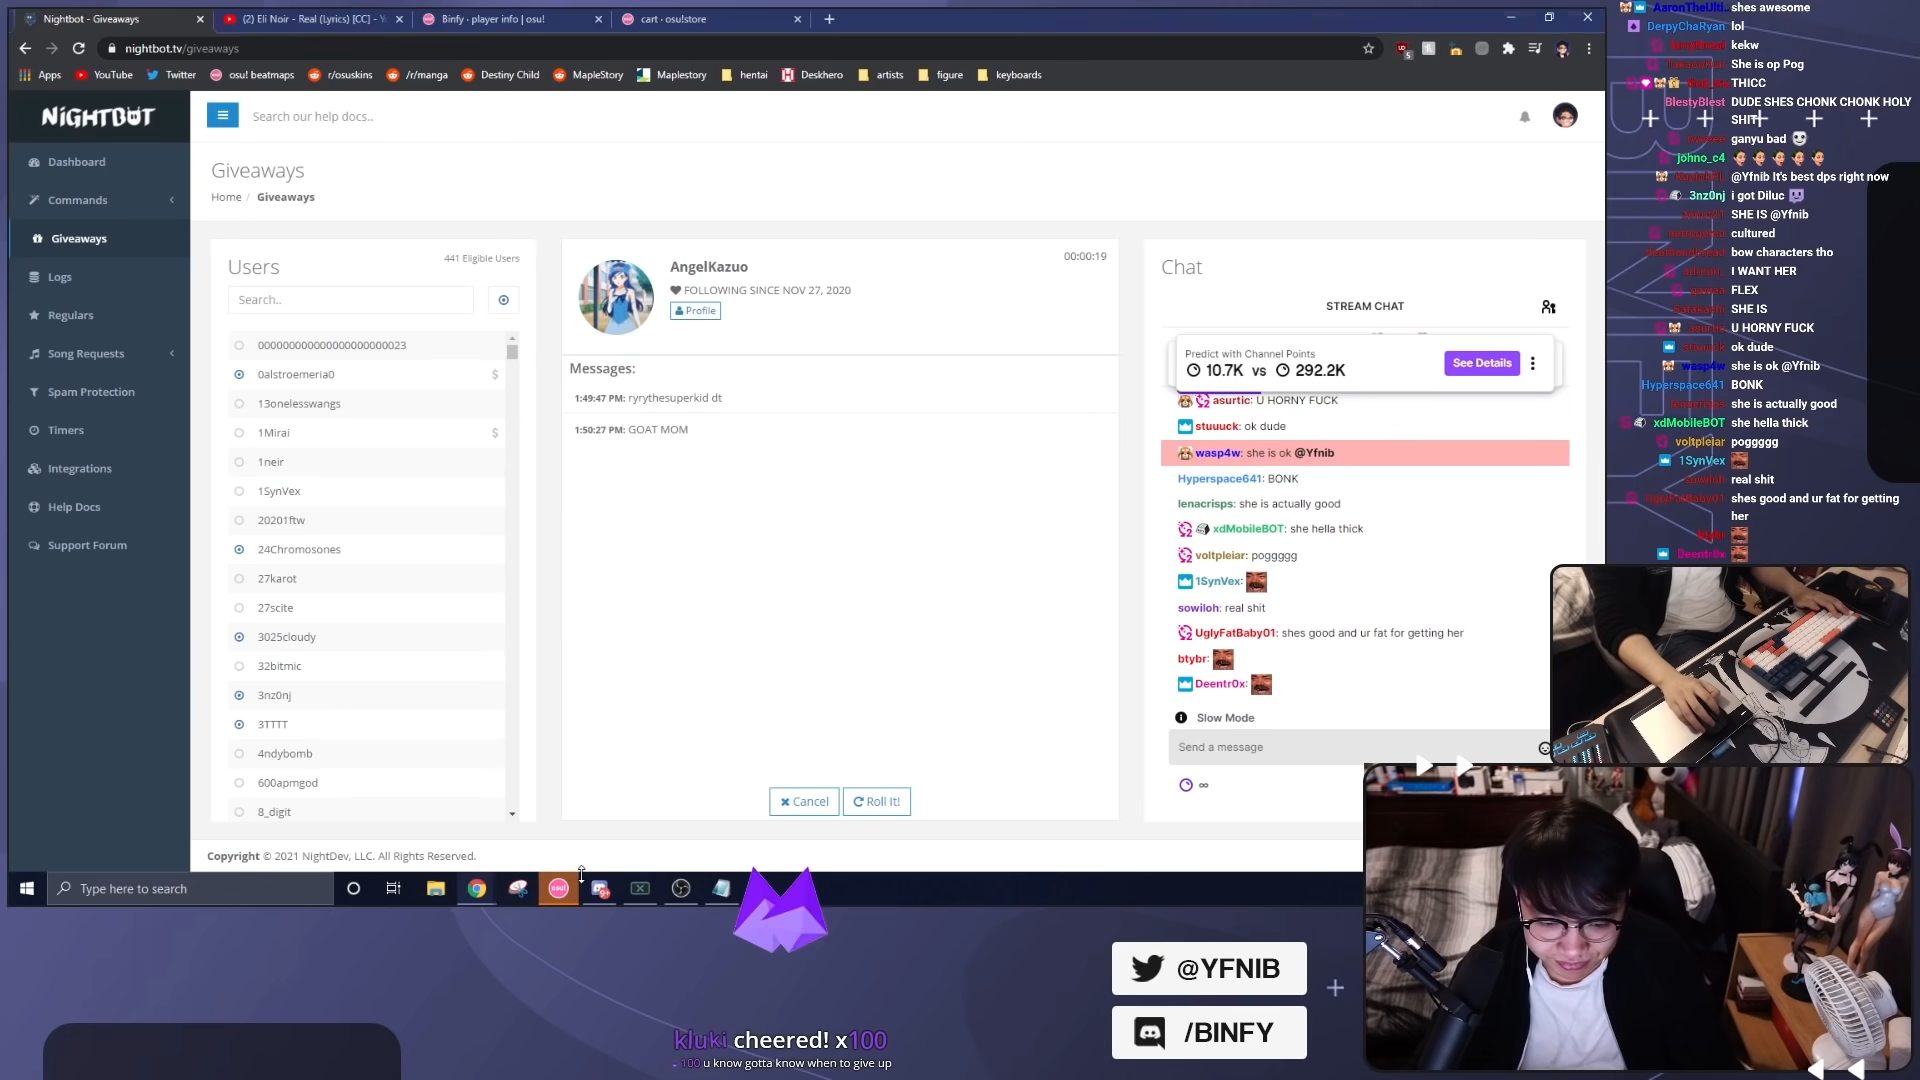 Nightbot - Giveaways
(2) Eli Noir - Real (Lyrics) [CC] - Y
Binfy · player info | osu!
cart · osu!store
nightbot.tv/giveaways
Apps
YouTube
Twitter
osu! beatmaps
r/osuskins
/r/manga
Destiny Child
MapleStory
Maplestory
hentai
Deskhero
artists
figure
keyboards
NIGHTBOT
Search our help docs..
Dashboard
Commands
Giveaways
Logs
Regulars
Song Requests
Spam Protection
Timers
Integrations
Help Docs
Support Forum
Giveaways
Home / Giveaways
Users
441 Eligible Users
Search..
000000000000000000000023
0alstroemeria0 $
13onelesswangs
1Mirai $
1neir
1SynVex
20201ftw
24Chromosones
27karot
27scite
3025cloudy
32bitmic
3nz0nj
3TTTT
4ndybomb
600apmgod
8_digit
AngelKazuo
00:00:19
FOLLOWING SINCE NOV 27, 2020
Profile
Messages:
1:49:47 PM: ryrythesuperkid dt
1:50:27 PM: GOAT MOM
Cancel
Roll It!
Chat
STREAM CHAT
Predict with Channel Points
10.7K vs 292.2K
See Details
asurtic: U HORNY FUCK
stuuuck: ok dude
wasp4w: she is ok @Yfnib
Hyperspace641: BONK
lenacrisps: she is actually good
xdMobileBOT: she hella thick
voltpleiar: poggggg
1SynVex:
sowiloh: real shit
UglyFatBaby01: shes good and ur fat for getting her
btybr:
Deentr0x:
Slow Mode
Send a message
∞
Copyright © 2021 NightDev, LLC. All Rights Reserved.
Type here to search
osu!
AaronTheUlti.. shes awesome
DerpyChaRyan lol
kekw
She is op Pog
THICC
BlestyBlest DUDE SHES CHONK CHONK HOLY
SHIT
ganyu bad
johno_c4
@Yfnib It's best dps right now
3nz0nj i got Diluc
SHE IS @Yfnib
cultured
bow characters tho
I WANT HER
FLEX
SHE IS
asurtic U HORNY FUCK
stuuuck ok dude
wasp4w she is ok @Yfnib
Hyperspace641 BONK
lenacrisps she is actually good
xdMobileBOT she hella thick
voltpleiar poggggg
1SynVex
sowiloh real shit
UglyFatBaby01 shes good and ur fat for getting
her
btybr
Deentr0x
@YFNIB
/BINFY
kluki cheered! x100
100 u know gotta know when to give up